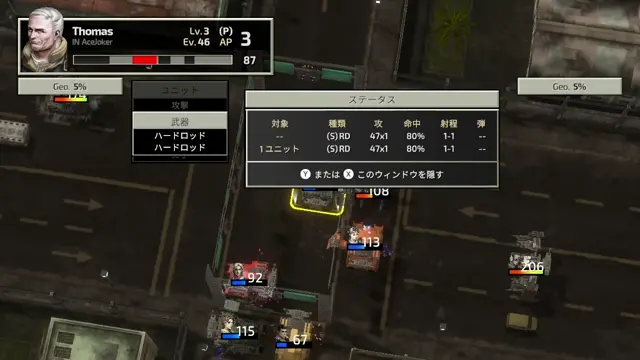 Thomas
Lv. 3 (P)
IN AceJoker
Ev. 46 AP 3
87
Geo. 5%
Geo. 5%
ユニット
攻撃
武器
ハードロッド
ハードロッド
ステータス
対象 種類 攻 命中 射程 弾
-- (S)RD 47x1 80% 1-1 --
1ユニット (S)RD 47x1 80% 1-1 --
Y または X このウィンドウを隠す
108
113
92
206
115
67